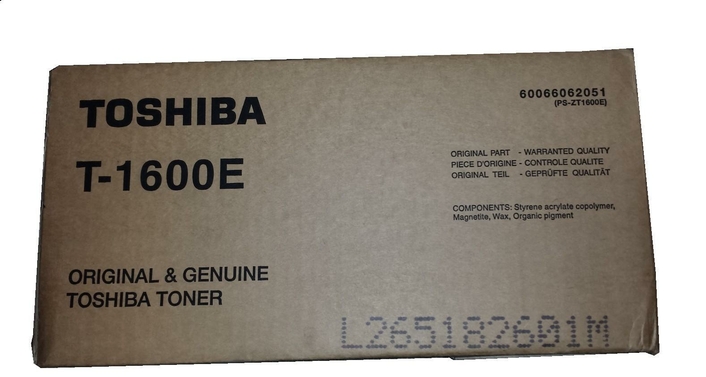 TOSHIBA
T-1600E
ORIGINAL & GENUINE
TOSHIBA TONER
60066062051
(PS-ZT1600E)
ORIGINAL PART - WARRANTED QUALITY
PIECE D'ORIGINE - CONTROLE QUALITE
ORIGINAL TEIL - GEPRÜFTE QUALITÄT
COMPONENTS: Styrene acrylate copolymer,
Magnetite, Wax, Organic pigment
L265182601M